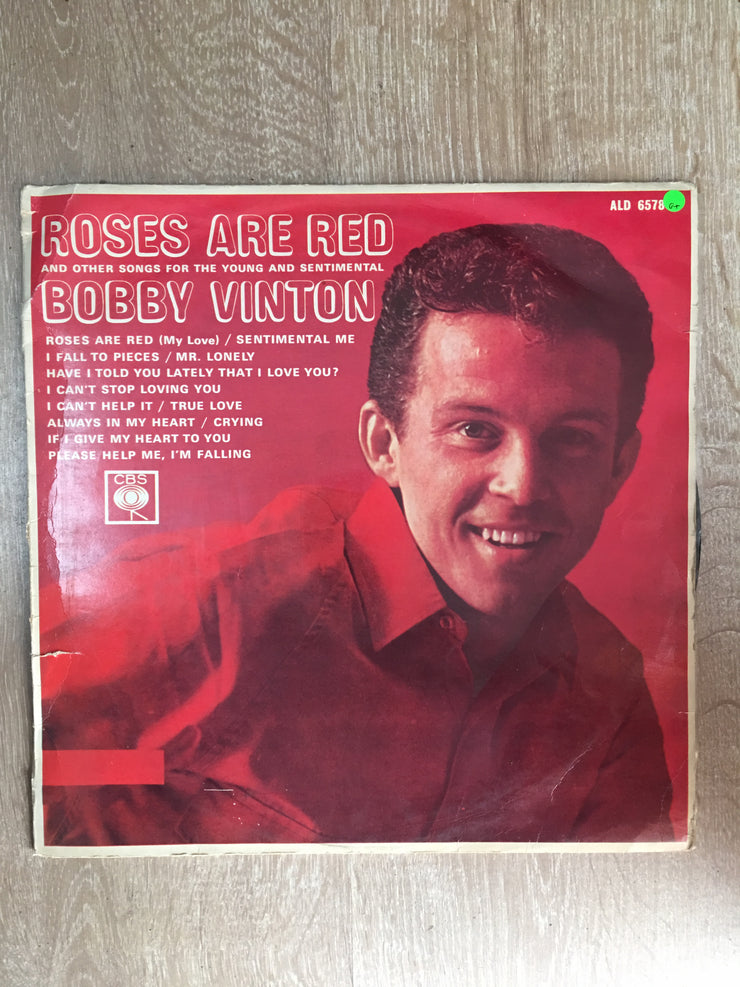 ALD 6578
G+
ROSES ARE RED
AND OTHER SONGS FOR THE YOUNG AND SENTIMENTAL
BOBBY VINTON
ROSES ARE RED (My Love) / SENTIMENTAL ME
I FALL TO PIECES / MR. LONELY
HAVE I TOLD YOU LATELY THAT I LOVE YOU?
I CAN'T STOP LOVING YOU
I CAN'T HELP IT / TRUE LOVE
ALWAYS IN MY HEART / CRYING
IF I GIVE MY HEART TO YOU
PLEASE HELP ME, I'M FALLING
CBS